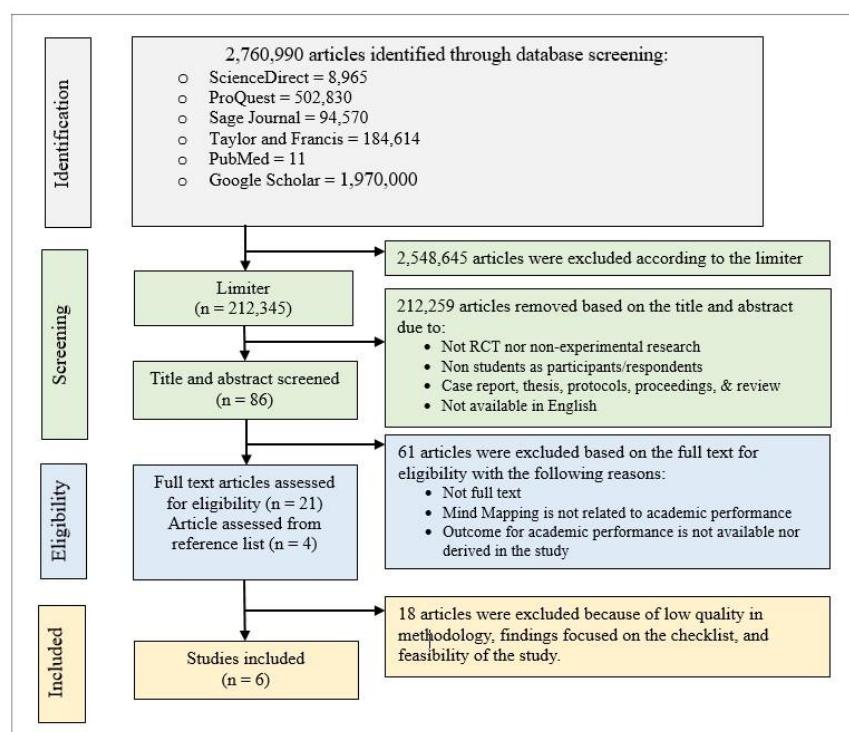 Identification
2,760,990 articles identified through database screening:
o ScienceDirect = 8,965
o ProQuest = 502,830
o Sage Journal = 94,570
o Taylor and Francis = 184,614
o PubMed = 11
o Google Scholar = 1,970,000
Screening
2,548,645 articles were excluded according to the limiter
Limiter
(n = 212,345)
212,259 articles removed based on the title and abstract
due to:
• Not RCT nor non-experimental research
• Non students as participants/respondents
• Case report, thesis, protocols, proceedings, & review
• Not available in English
Title and abstract screened
(n = 86)
Eligibility
61 articles were excluded based on the full text for
eligibility with the following reasons:
• Not full text
• Mind Mapping is not related to academic performance
• Outcome for academic performance is not available nor
derived in the study
Full text articles assessed
for eligibility (n = 21)
Article assessed from
reference list (n = 4)
Included
18 articles were excluded because of low quality in
methodology, findings focused on the checklist, and
feasibility of the study.
Studies included
(n = 6)